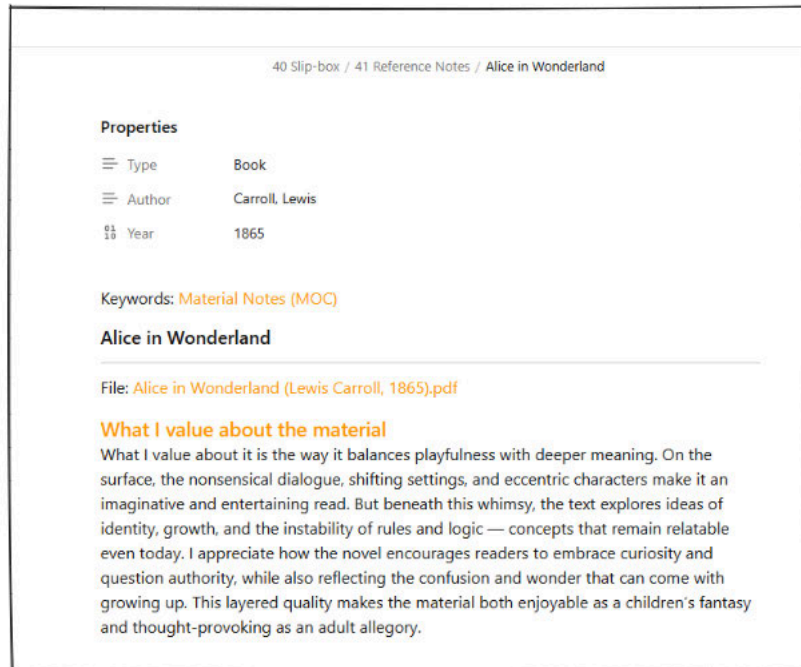 40 Slip-box / 41 Reference Notes / Alice in Wonderland
Properties
Type Book
Author Carroll, Lewis
Year 1865
Keywords: Material Notes (MOC)
Alice in Wonderland
File: Alice in Wonderland (Lewis Carroll, 1865).pdf
What I value about the material
What I value about it is the way it balances playfulness with deeper meaning. On the
surface, the nonsensical dialogue, shifting settings, and eccentric characters make it an
imaginative and entertaining read. But beneath this whimsy, the text explores ideas of
identity, growth, and the instability of rules and logic — concepts that remain relatable
even today. I appreciate how the novel encourages readers to embrace curiosity and
question authority, while also reflecting the confusion and wonder that can come with
growing up. This layered quality makes the material both enjoyable as a children's fantasy
and thought-provoking as an adult allegory.